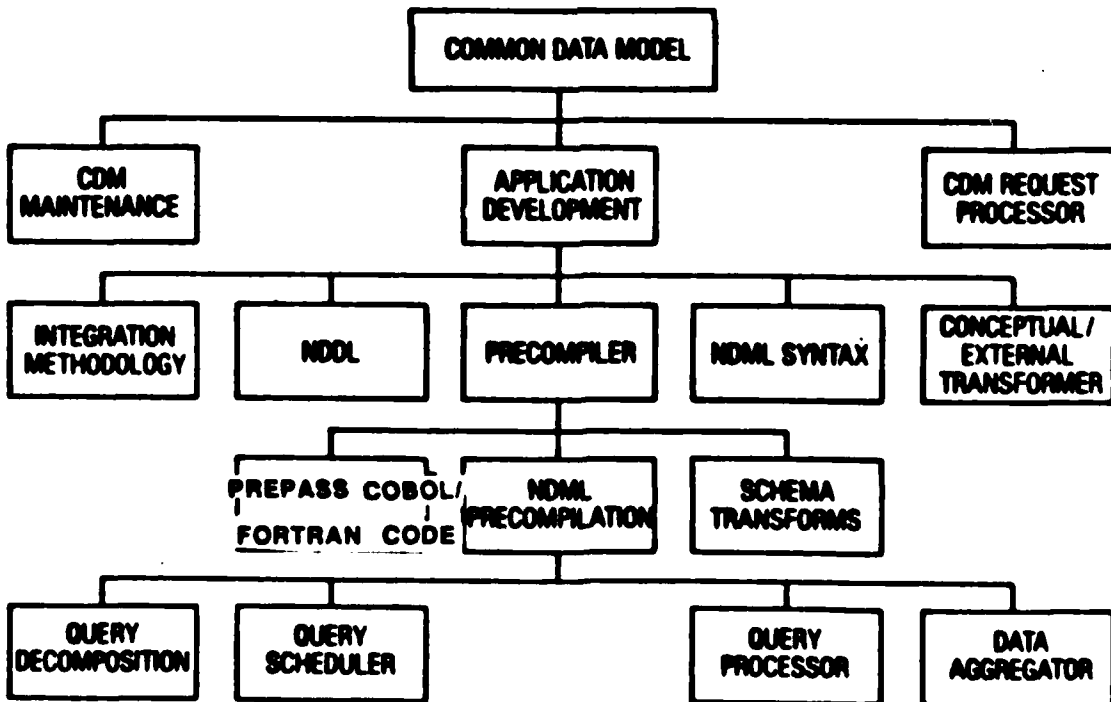 COMMON DATA MODEL
CDM
MAINTENANCE
APPLICATION
DEVELOPMENT
CDM REQUEST
PROCESSOR
INTEGRATION
METHODOLOGY
NDDL
PRECOMPILER
NDML SYNTAX
CONCEPTUAL/
EXTERNAL
TRANSFORMER
PREPASS COBOL/
FORTRAN CODE
NDML
PRECOMPILATION
SCHEMA
TRANSFORMS
QUERY
DECOMPOSITION
QUERY
SCHEDULER
QUERY
PROCESSOR
DATA
AGGREGATOR